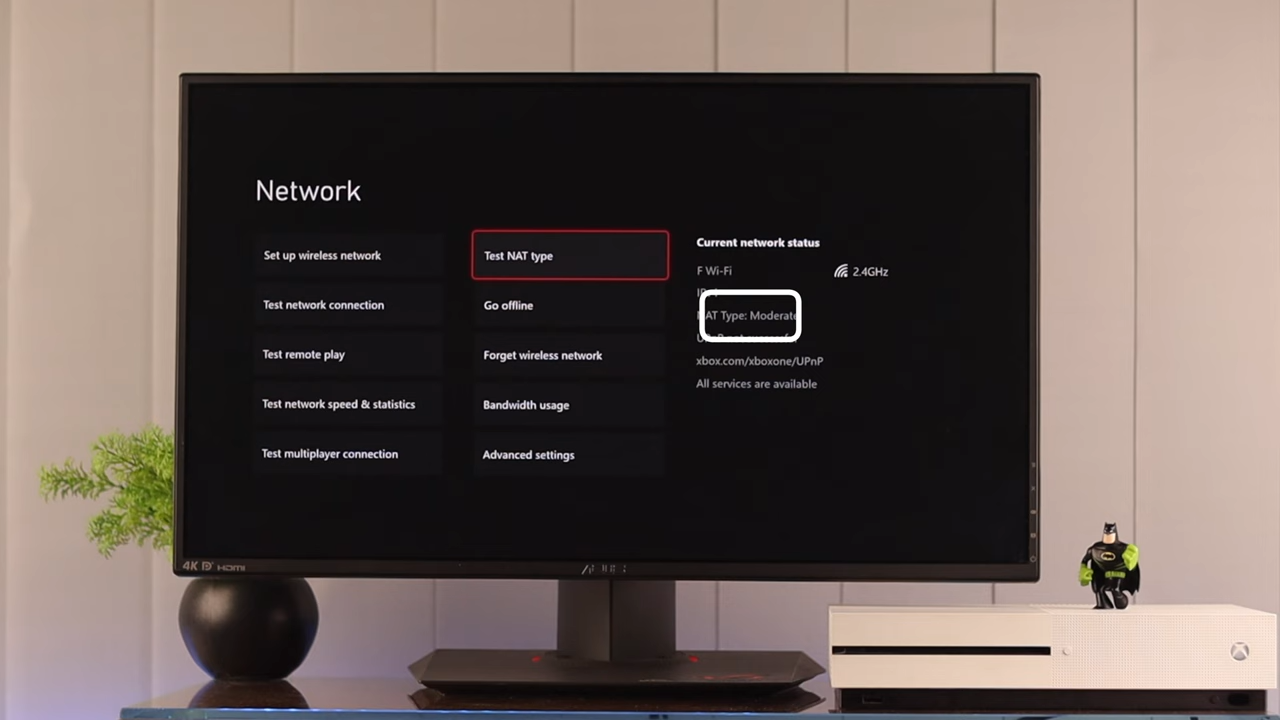 Network
Set up wireless network
Test network connection
Test remote play
Test network speed & statistics
Test multiplayer connection
Test NAT type
Go offline
Forget wireless network
Bandwidth usage
Advanced settings
Current network status
F Wi-Fi
2.4GHz
AT Type: Moderate
xbox.com/xboxone/UPnP
All services are available
4K HDMI